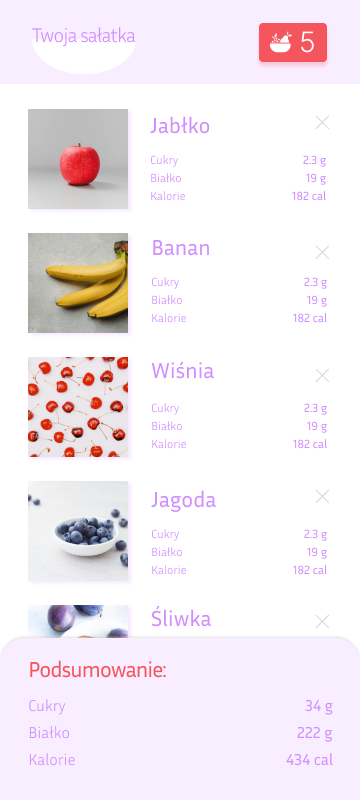 Twoja sałatka
5
Jabłko
Cukry 2.3 g
Białko 19 g
Kalorie 182 cal
Banan
Cukry 2.3 g
Białko 19 g
Kalorie 182 cal
Wiśnia
Cukry 2.3 g
Białko 19 g
Kalorie 182 cal
Jagoda
Cukry 2.3 g
Białko 19 g
Kalorie 182 cal
Śliwka
Podsumowanie:
Cukry 34 g
Białko 222 g
Kalorie 434 cal